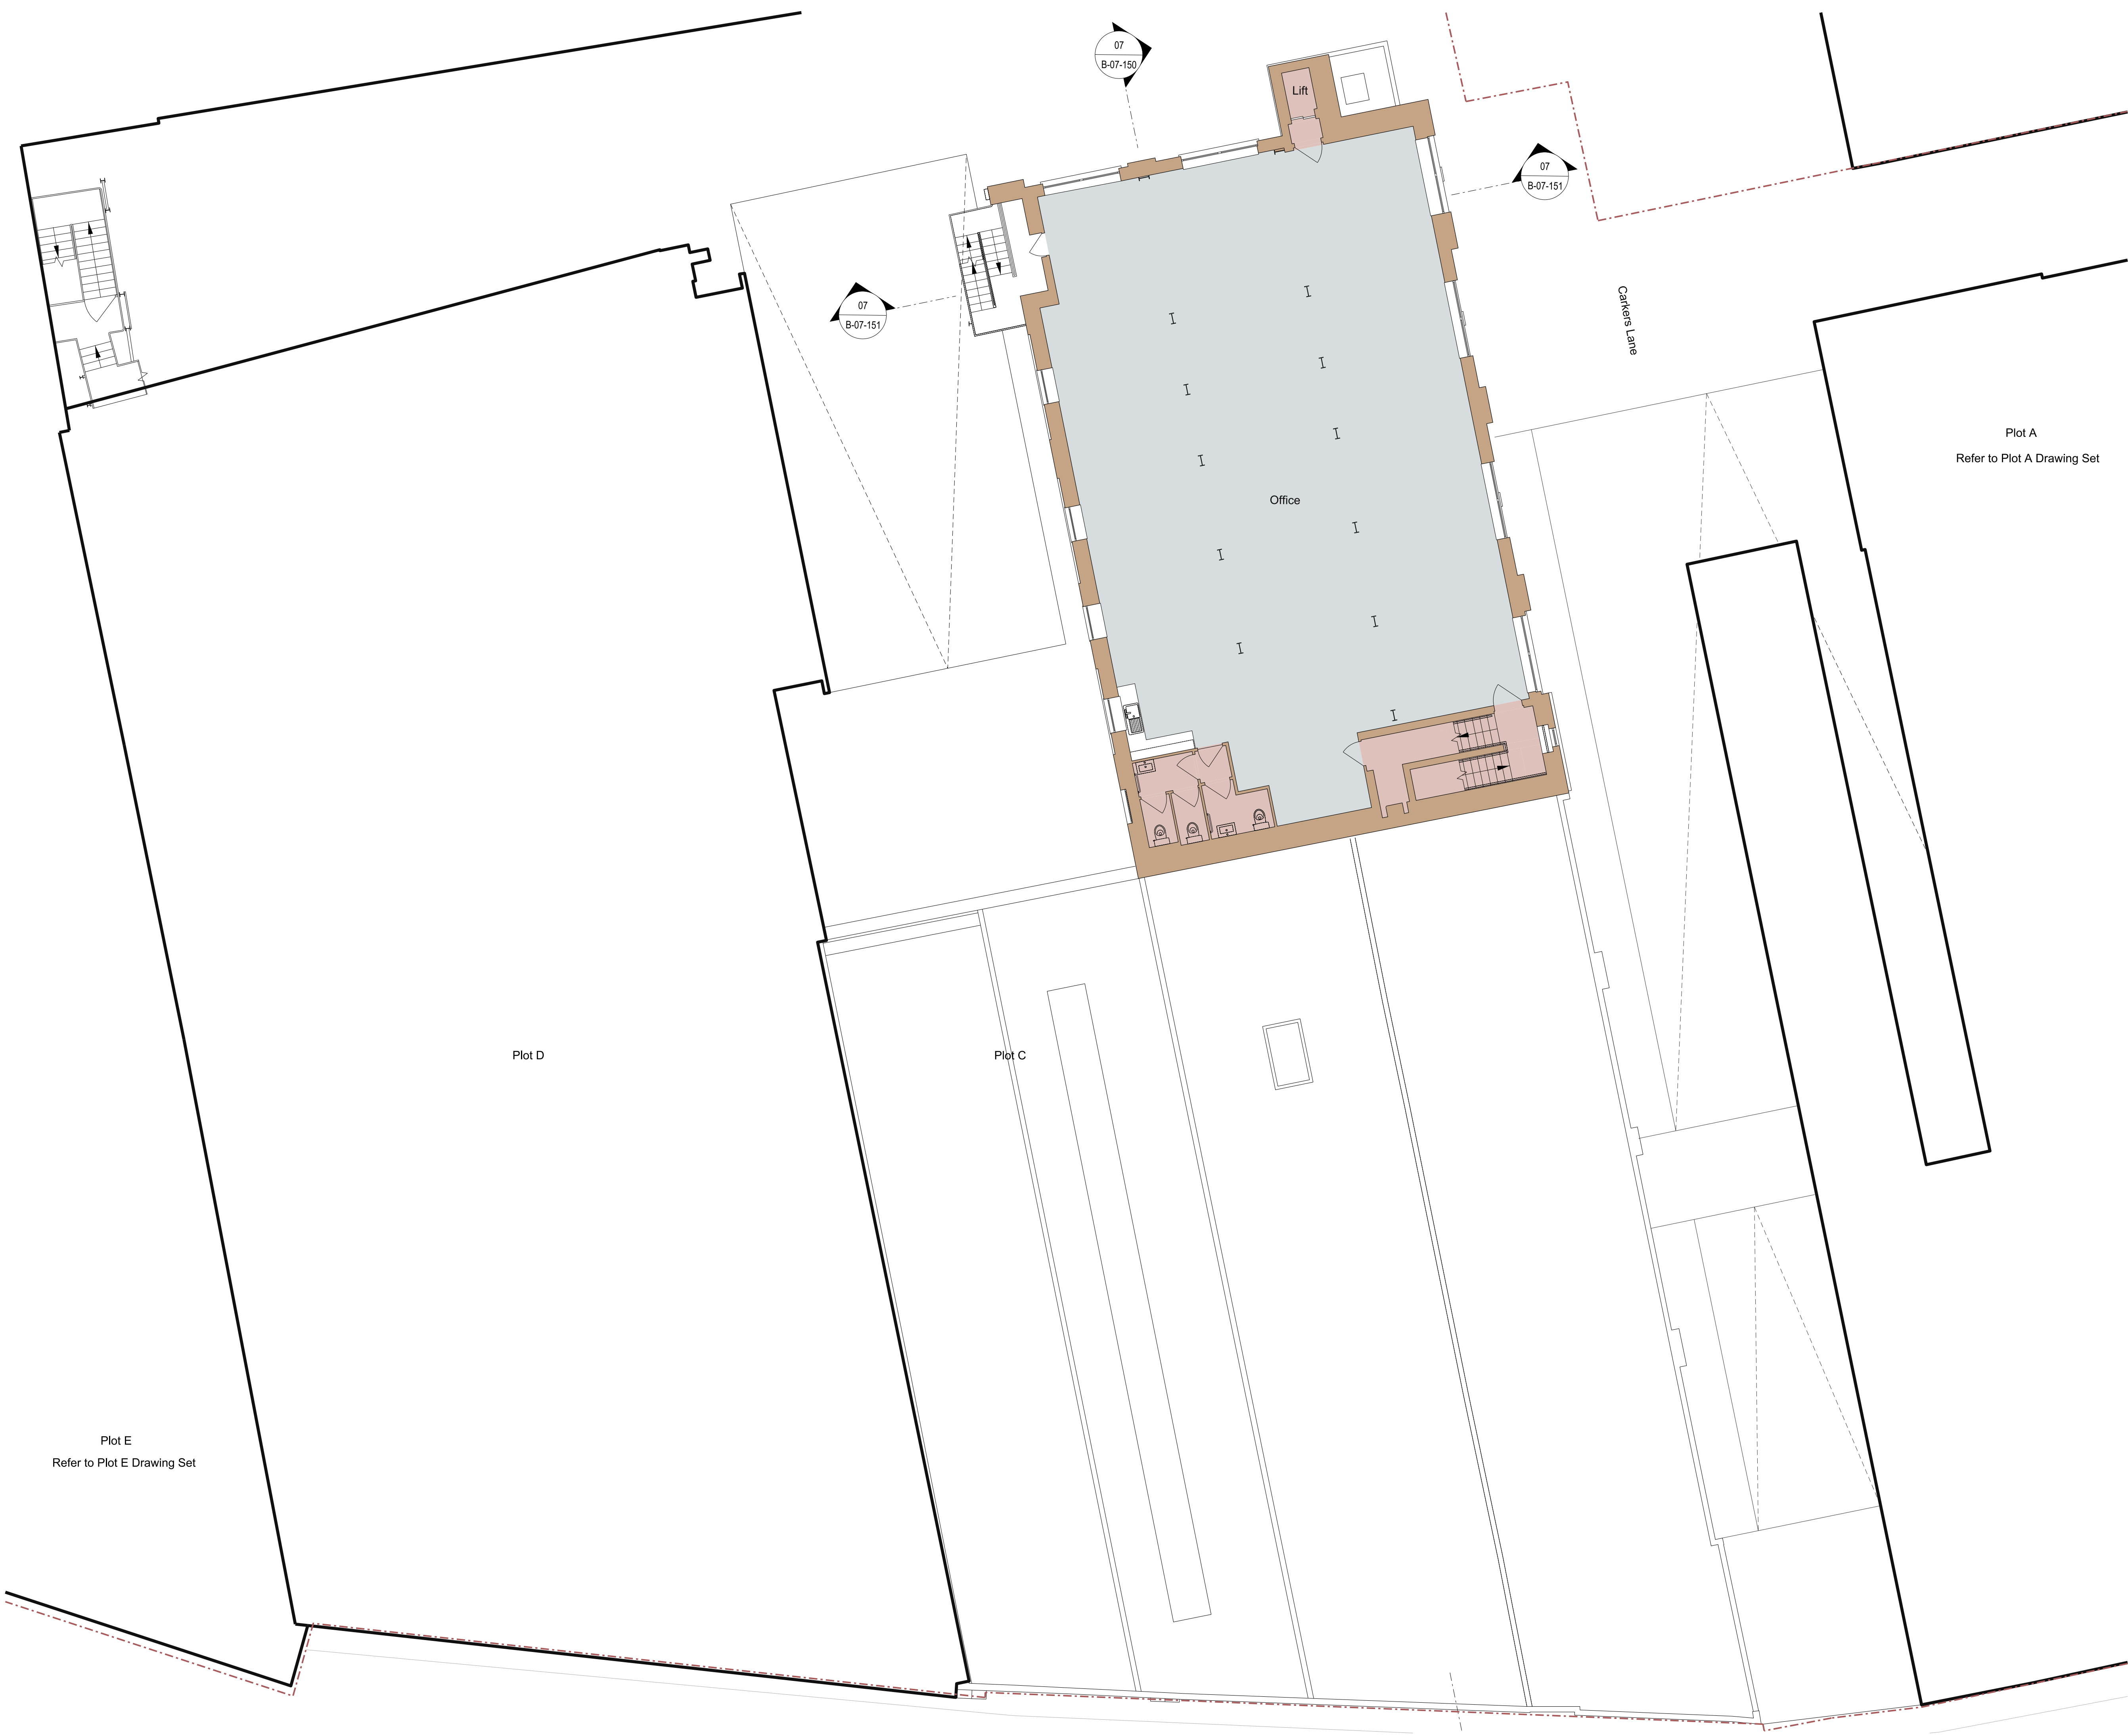 07
B-07-150
Lift
07
B-07-151
07
B-07-151
Carkers Lane
Plot A
Refer to Plot A Drawing Set
Office
Plot D
Plot C
Plot E
Refer to Plot E Drawing Set